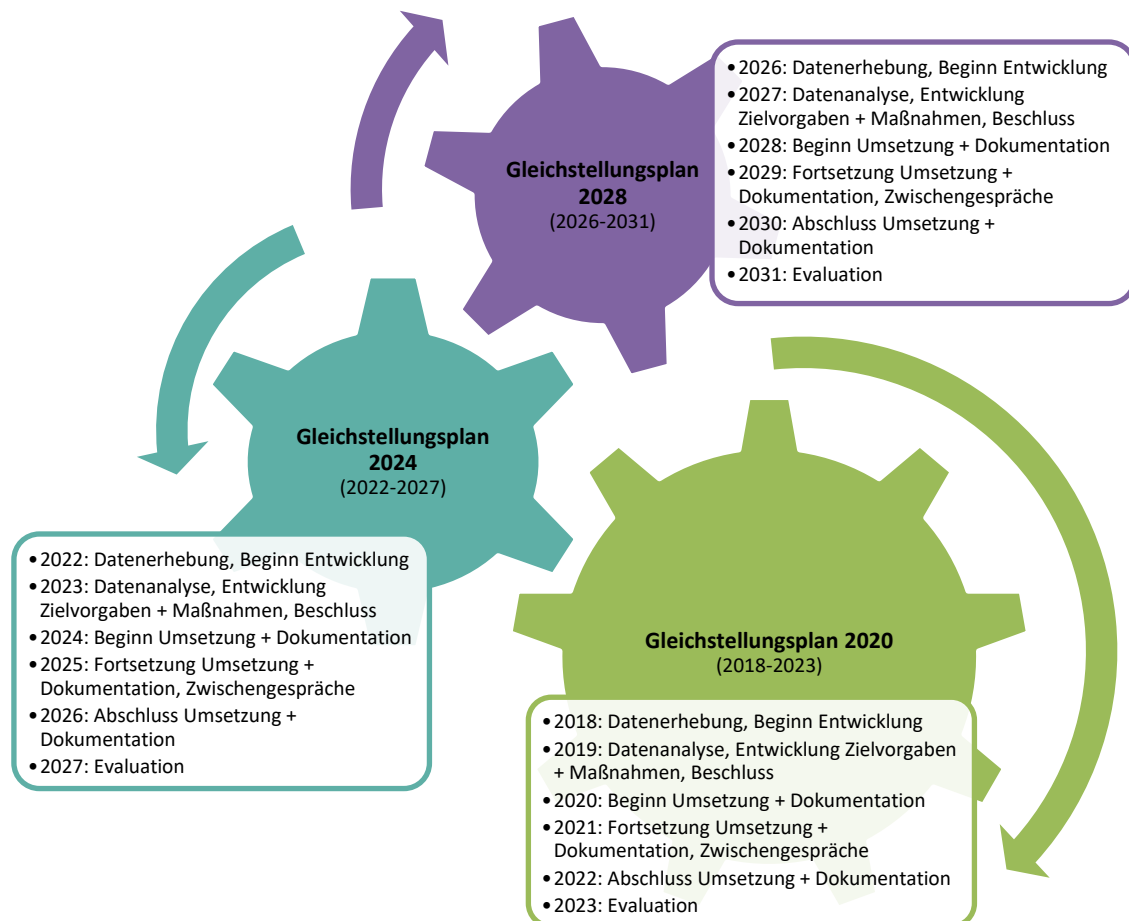 Gleichstellungsplan
2028
(2026-2031)
•2026: Datenerhebung, Beginn Entwicklung
•2027: Datenanalyse, Entwicklung
Zielvorgaben + Maßnahmen, Beschluss
•2028: Beginn Umsetzung + Dokumentation
•2029: Fortsetzung Umsetzung +
Dokumentation, Zwischengespräche
•2030: Abschluss Umsetzung +
Dokumentation
•2031: Evaluation
Gleichstellungsplan
2024
(2022-2027)
•2022: Datenerhebung, Beginn Entwicklung
•2023: Datenanalyse, Entwicklung
Zielvorgaben + Maßnahmen, Beschluss
•2024: Beginn Umsetzung + Dokumentation
•2025: Fortsetzung Umsetzung +
Dokumentation, Zwischengespräche
•2026: Abschluss Umsetzung +
Dokumentation
•2027: Evaluation
Gleichstellungsplan 2020
(2018-2023)
•2018: Datenerhebung, Beginn Entwicklung
•2019: Datenanalyse, Entwicklung Zielvorgaben
+ Maßnahmen, Beschluss
•2020: Beginn Umsetzung + Dokumentation
•2021: Fortsetzung Umsetzung +
Dokumentation, Zwischengespräche
•2022: Abschluss Umsetzung + Dokumentation
•2023: Evaluation